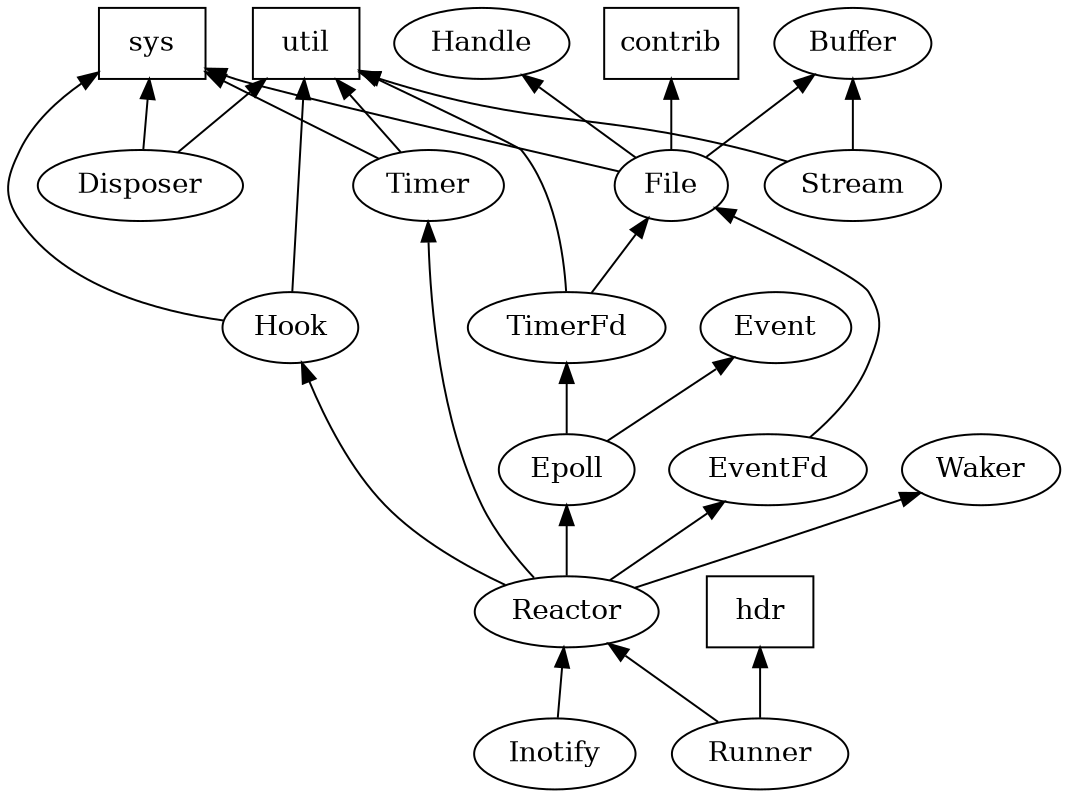 sys
util
Handle
contrib
Buffer
Disposer
Timer
File
Stream
Hook
TimerFd
Event
Epoll
EventFd
Waker
Reactor
hdr
Inotify
Runner